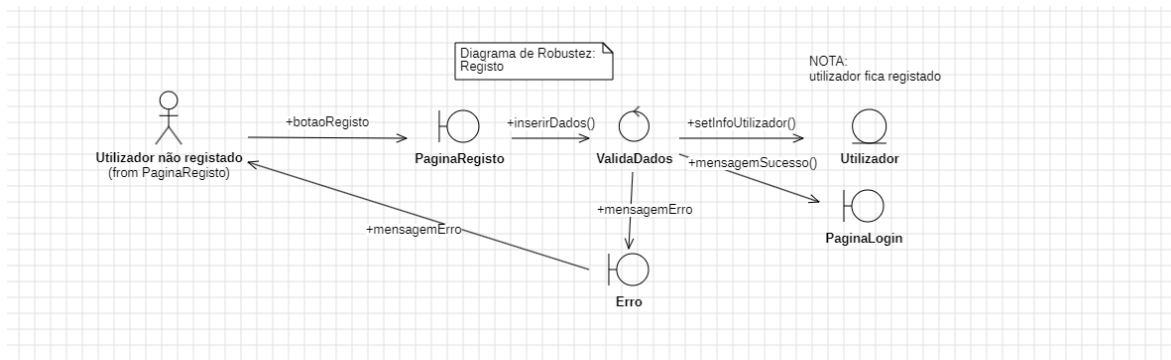 Diagrama de Robustez:
Registo
NOTA:
utilizador fica registado
+botaoRegisto
+inserirDados()
+setInfoUtilizador()
Utilizador não registado
(from PaginaRegisto)
PaginaRegisto
ValidaDados
Utilizador
+mensagemSucesso()
+mensagemErro
+mensagemErro
PaginaLogin
Erro